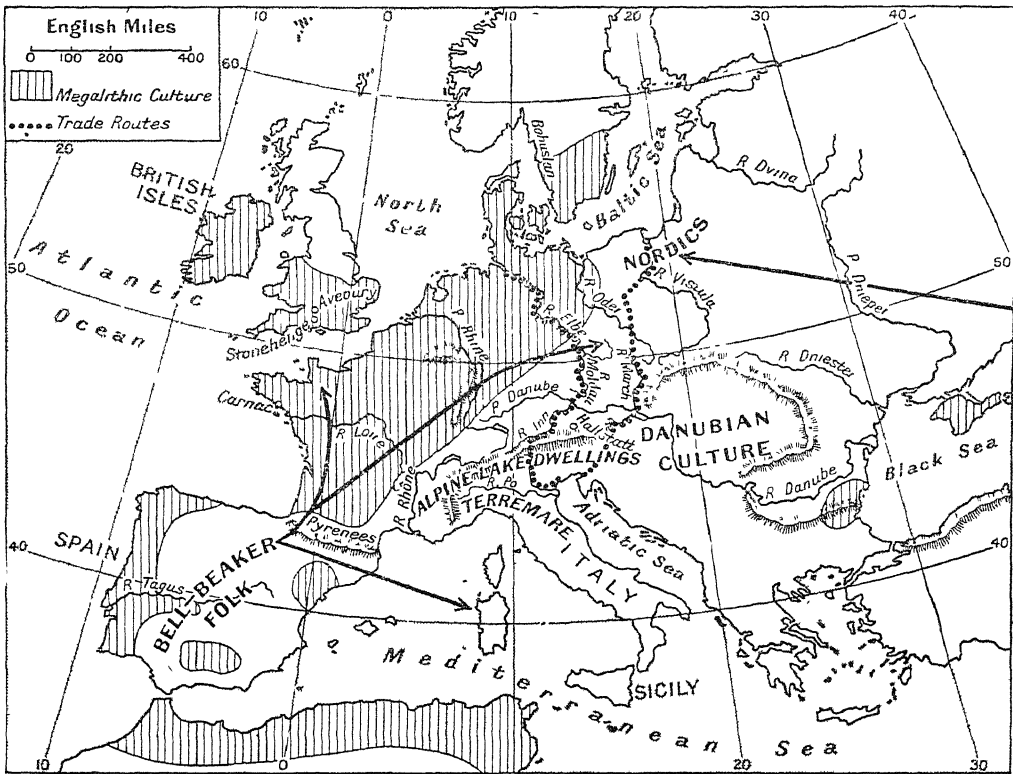 English Miles
0 200 400
Megalithic Culture
Trade Routes
10
0
10
20
40
60
20
50
40
BRITISH
ISLES
North
Sea
Bohuslan
Baltic Sea
R Dvina
Atlantic
Ocean
Avebury
Stonehenge
NORDICS
R Vistula
R Oder
R Elbe
R Rhine
R Moldau
R March
R Dnieper
R Dniester
50
Carnac
R Loire
R Danube
R Inn
Hallstatt
DANUBIAN
CULTURE
ALPINE LAKE DWELLINGS
R Rhône
R Po
TERREMARE
R Danube
Black Sea
Pyrenees
SPAIN
R Tagus
BELL-BEAKER
FOLK
ITALY
Adriatic Sea
40
Mediterranean Sea
SICILY
10
0
20
30